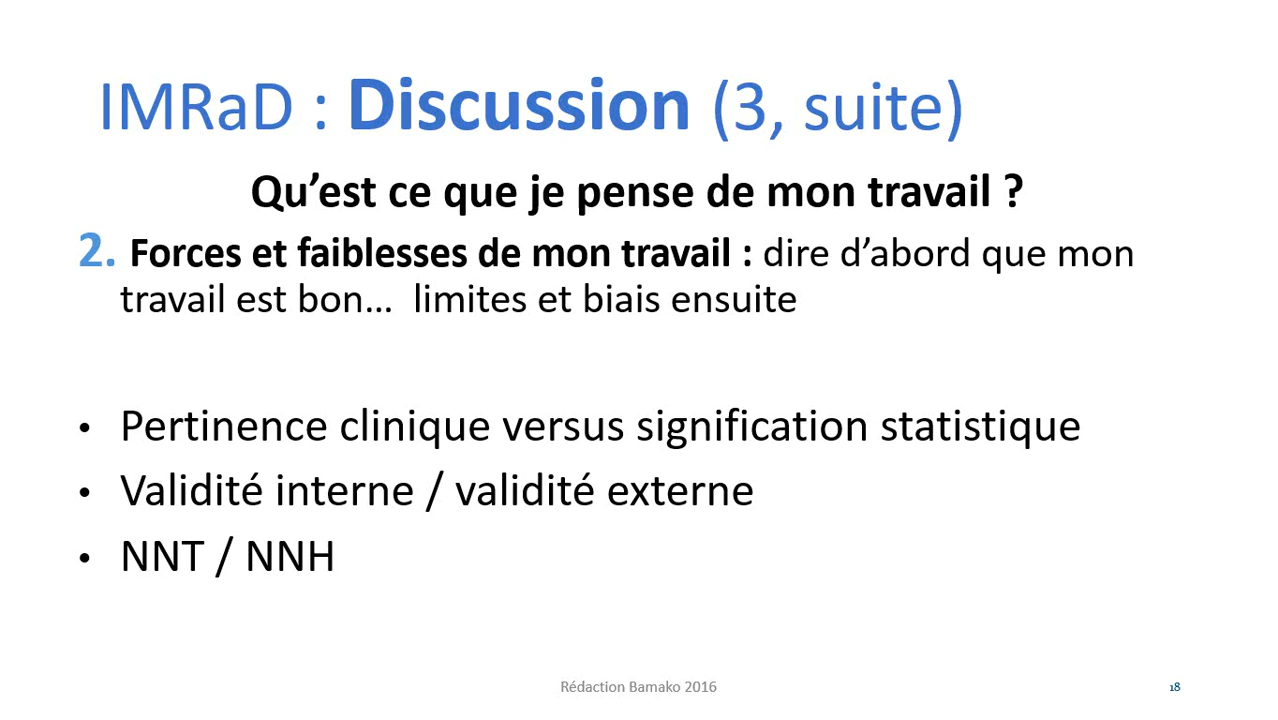 IMRaD : Discussion (3, suite)
Qu’est ce que je pense de mon travail ?
2. Forces et faiblesses de mon travail : dire d’abord que mon
travail est bon… limites et biais ensuite
• Pertinence clinique versus signification statistique
• Validité interne / validité externe
• NNT / NNH
Rédaction Bamako 2016
18